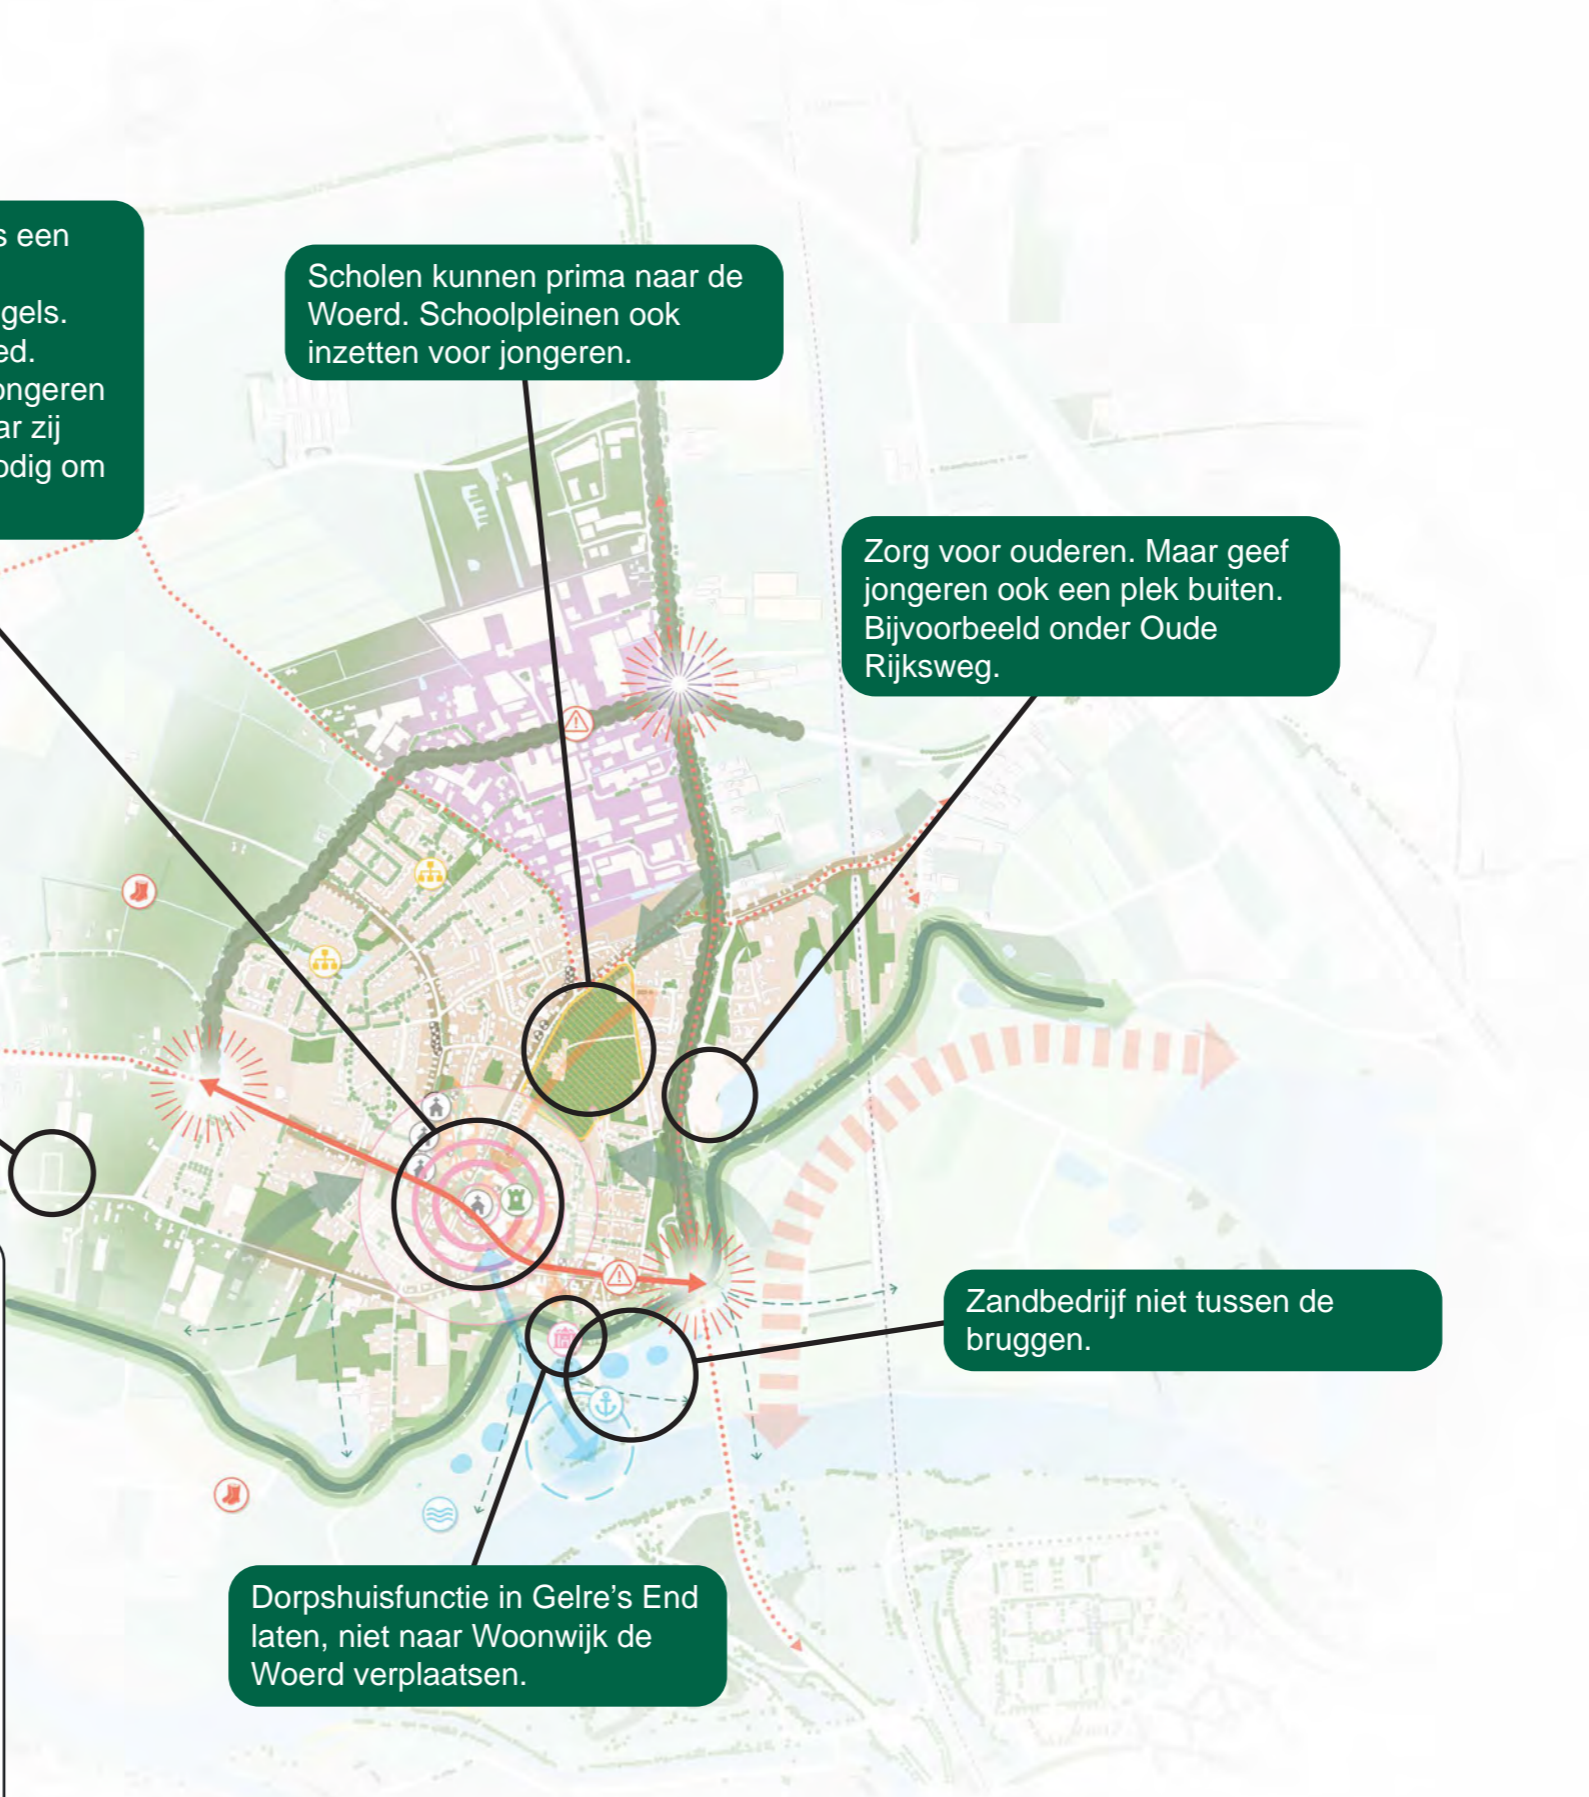 s een
gels.
ed.
ongeren
ar zij
odig om
Scholen kunnen prima naar de
Woerd. Schoolpleinen ook
inzetten voor jongeren.
Zorg voor ouderen. Maar geef
jongeren ook een plek buiten.
Bijvoorbeeld onder Oude
Rijksweg.
Zandbedrijf niet tussen de
bruggen.
Dorpshuisfunctie in Gelre’s End
laten, niet naar Woonwijk de
Woerd verplaatsen.